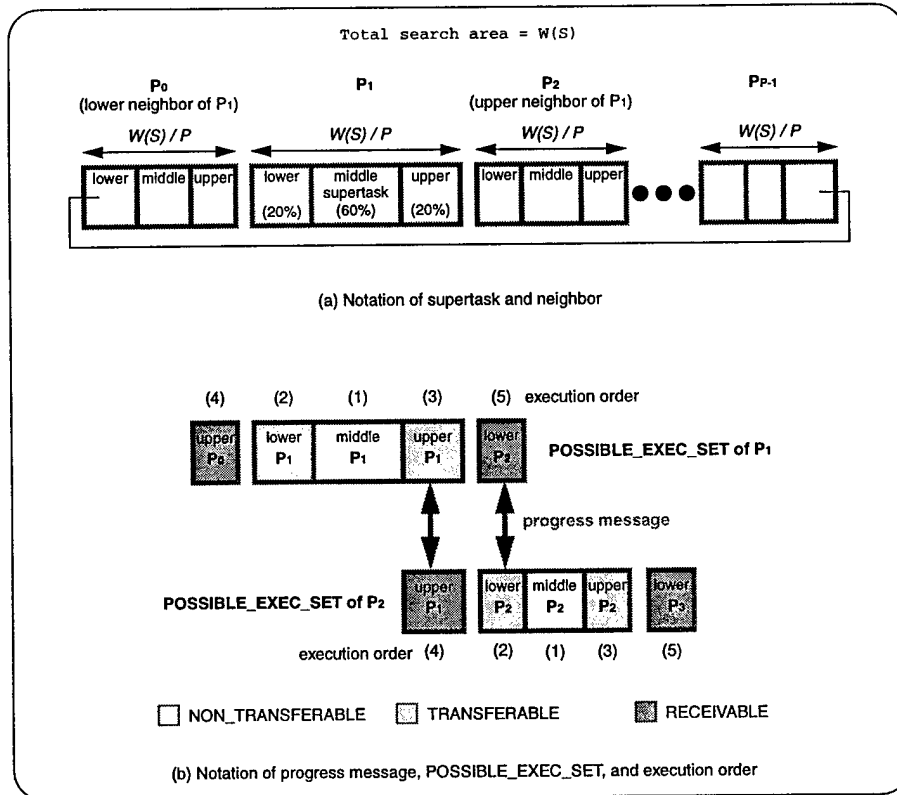 Total search area = W(S)
P0 P1 P2 PP-1
(lower neighbor of P1) (upper neighbor of P1)
W(S) / P W(S) / P W(S) / P W(S) / P
lower middle upper lower middle supertask upper lower middle upper
(20%) (60%) (20%)
(a) Notation of supertask and neighbor
(4) (2) (1) (3) (5) execution order
upper P0 lower P1 middle P1 upper P1 lower P2 POSSIBLE_EXEC_SET of P1
progress message
POSSIBLE_EXEC_SET of P2 upper P1 lower P2 middle P2 upper P2 lower P3
execution order (4) (2) (1) (3) (5)
NON_TRANSFERABLE TRANSFERABLE RECEIVABLE
(b) Notation of progress message, POSSIBLE_EXEC_SET, and execution order